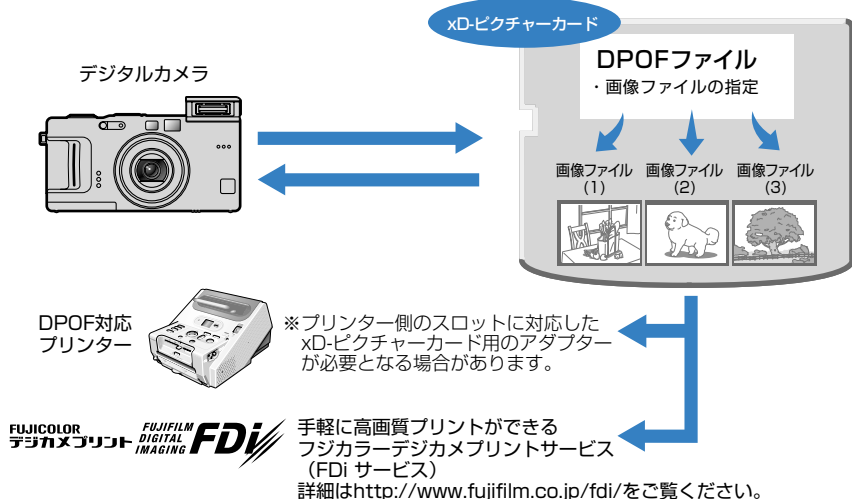 xD-ピクチャーカード
DPOFファイル
・画像ファイルの指定
デジタルカメラ
画像ファイル
(1)
画像ファイル
(2)
画像ファイル
(3)
DPOF対応
プリンター
※プリンター側のスロットに対応した
xD-ピクチャーカード用のアダプター
が必要となる場合があります。
FUJICOLOR
デジカメプリント
FUJIFILM
DIGITAL
IMAGING
FDi
手軽に高画質プリントができる
フジカラーデジカメプリントサービス
（FDi サービス）
詳細はhttp://www.fujifilm.co.jp/fdi/をご覧ください。